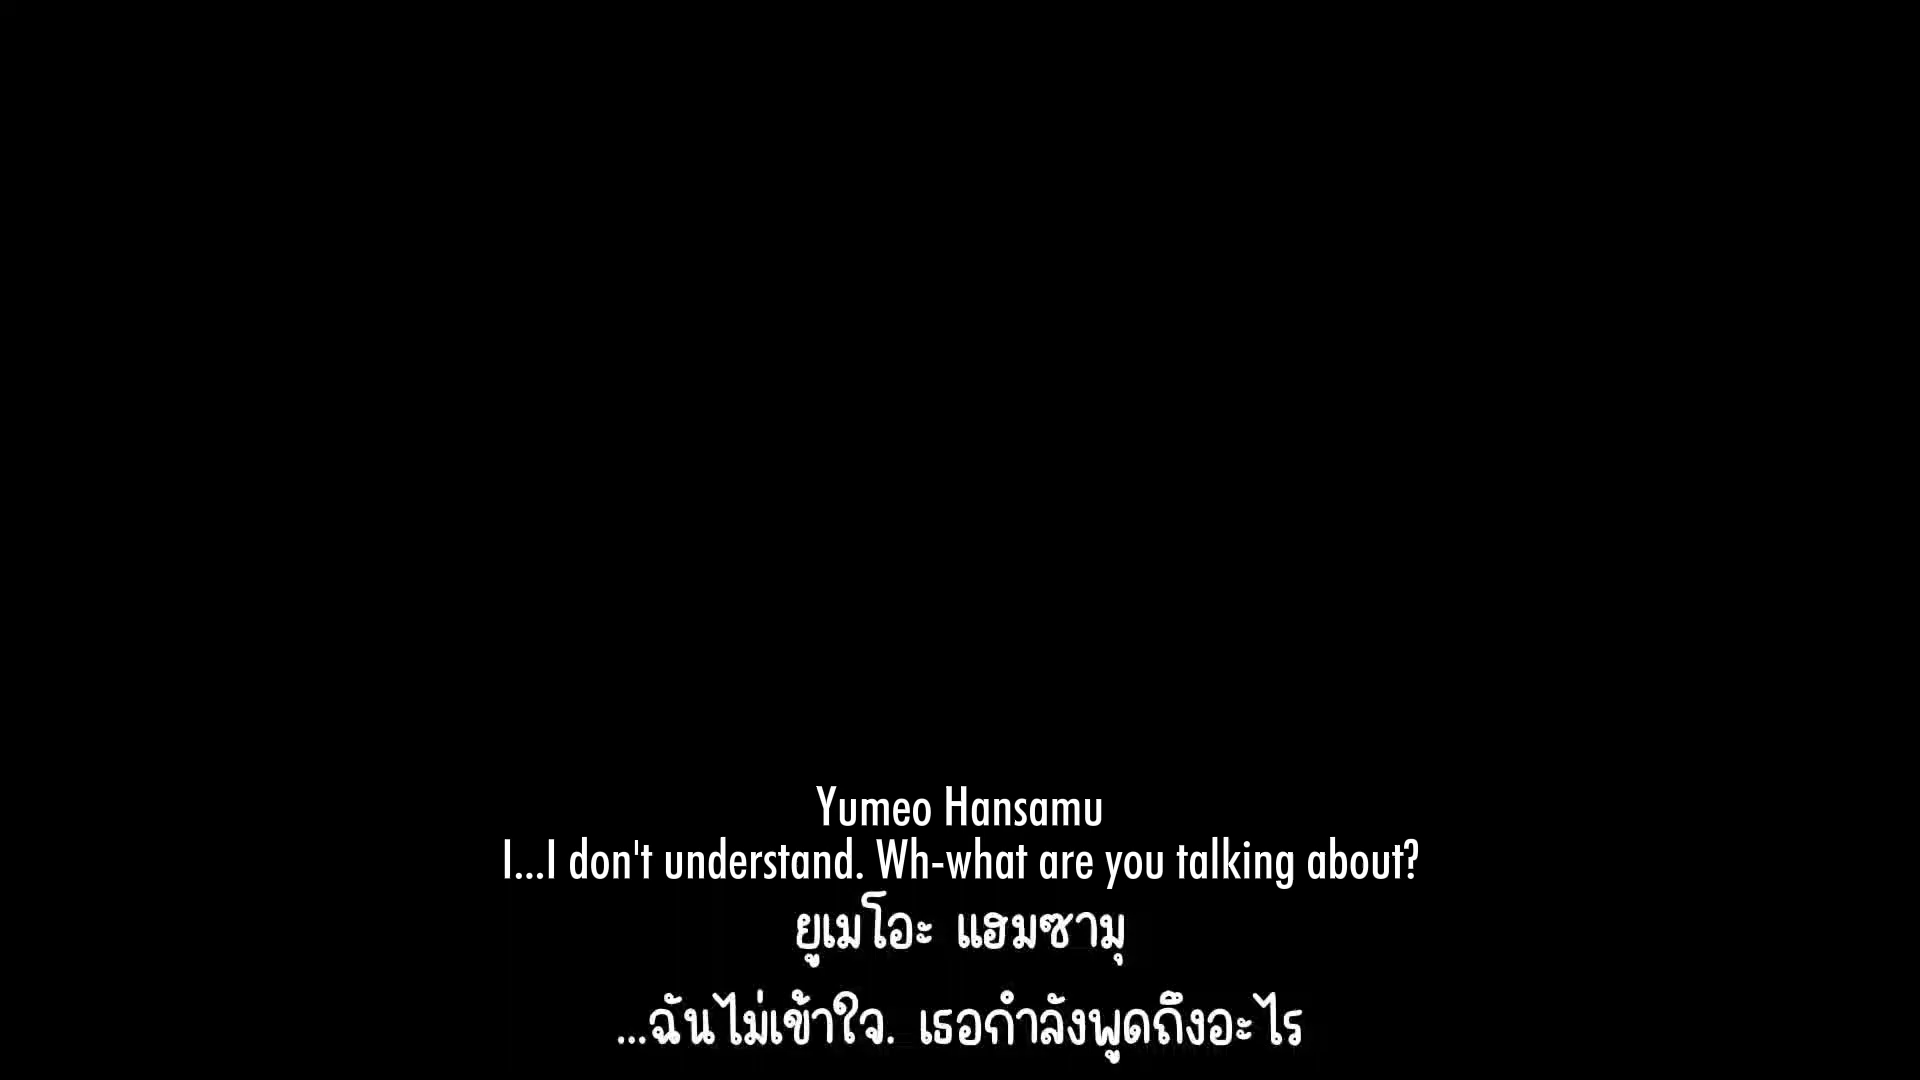 Yumeo Hansamu
I...I don't understand. Wh-what are you talking about?
ยูเมโอะ แฮมซามุ
...ฉันไม่เข้าใจ. เธอกำลังพูดถึงอะไร